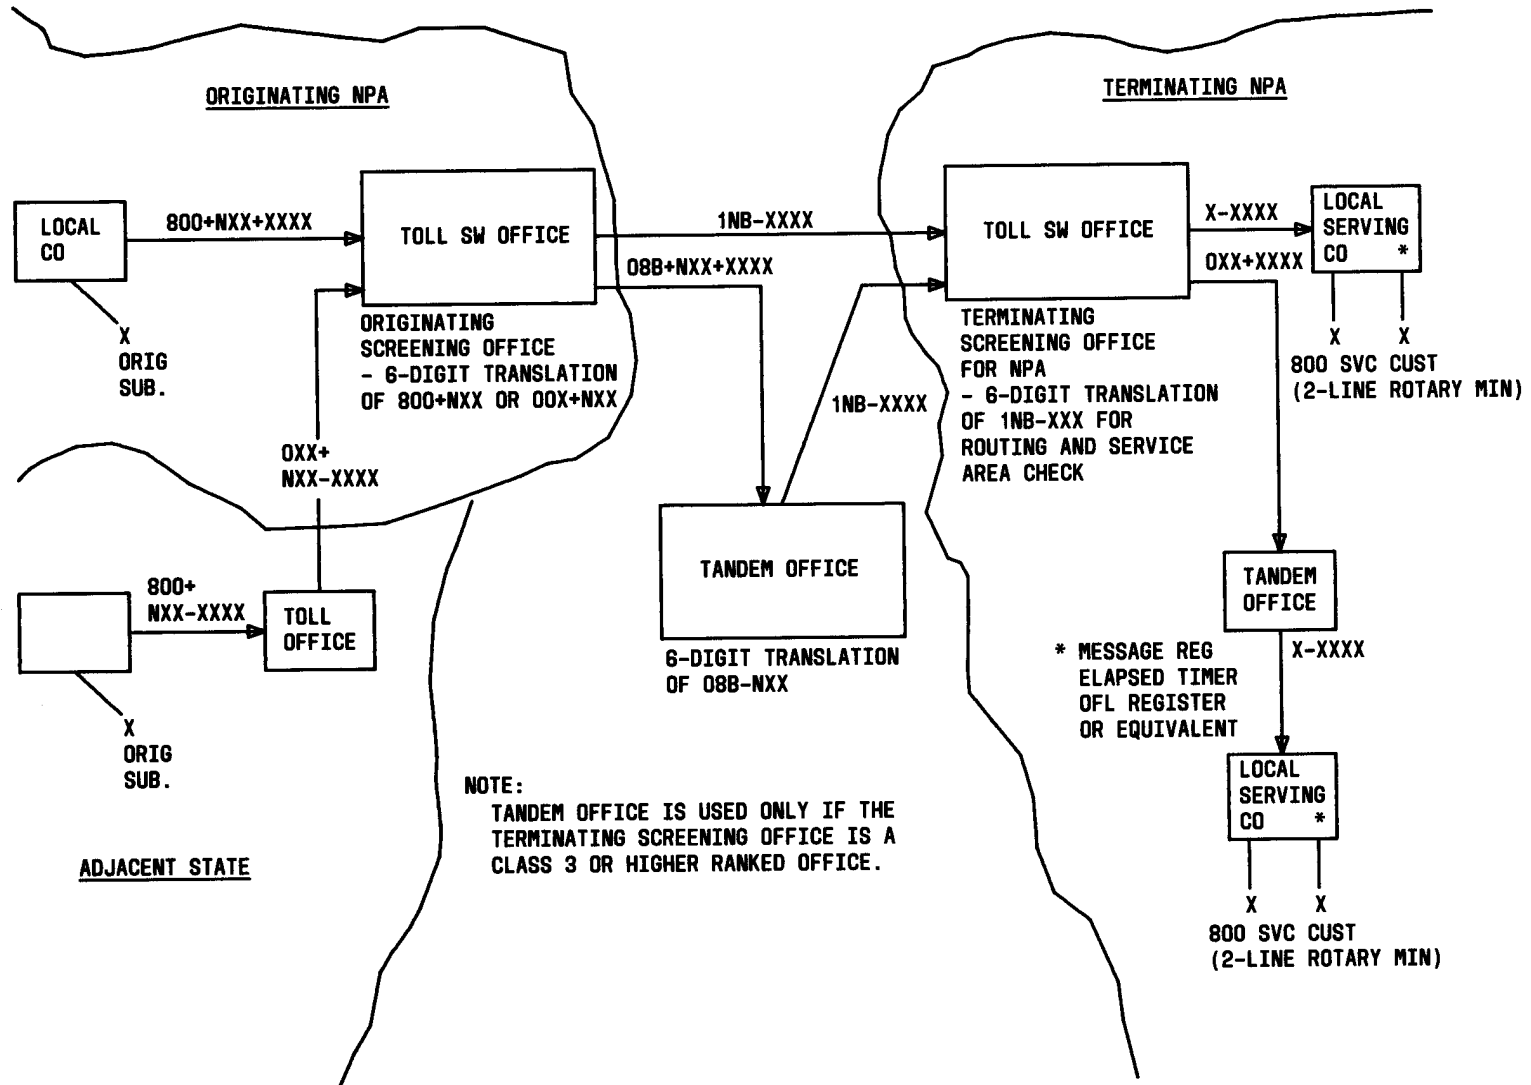 ORIGINATING NPA
TERMINATING NPA
LOCAL
CO
800+NXX+XXXX
TOLL SW OFFICE
1NB-XXXX
08B+NXX+XXXX
TOLL SW OFFICE
X-XXXX
0XX+XXXX
LOCAL
SERVING
CO *
X
ORIG
SUB.
ORIGINATING
SCREENING OFFICE
- 6-DIGIT TRANSLATION
OF 800+NXX OR 00X+NXX
TERMINATING
SCREENING OFFICE
FOR NPA
- 6-DIGIT TRANSLATION
OF 1NB-XXX FOR
ROUTING AND SERVICE
AREA CHECK
X X
800 SVC CUST
(2-LINE ROTARY MIN)
1NB-XXXX
0XX+
NXX-XXXX
TANDEM OFFICE
6-DIGIT TRANSLATION
OF 08B-NXX
800+
NXX-XXXX
TOLL
OFFICE
X
ORIG
SUB.
TANDEM
OFFICE
X-XXXX
* MESSAGE REG
ELAPSED TIMER
OFL REGISTER
OR EQUIVALENT
LOCAL
SERVING
CO *
X X
800 SVC CUST
(2-LINE ROTARY MIN)
NOTE:
TANDEM OFFICE IS USED ONLY IF THE
TERMINATING SCREENING OFFICE IS A
CLASS 3 OR HIGHER RANKED OFFICE.
ADJACENT STATE